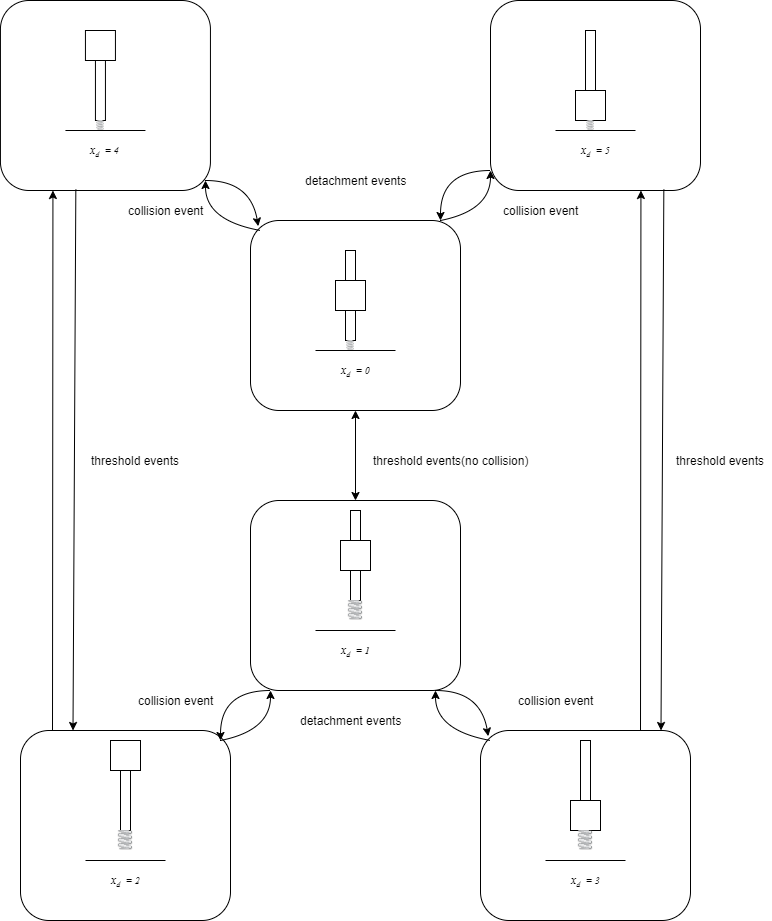 x_d = 4
x_d = 5
detachment events
collision event
collision event
x_d = 0
threshold events
threshold events(no collision)
threshold events
x_d = 1
collision event
collision event
detachment events
x_d = 2
x_d = 3